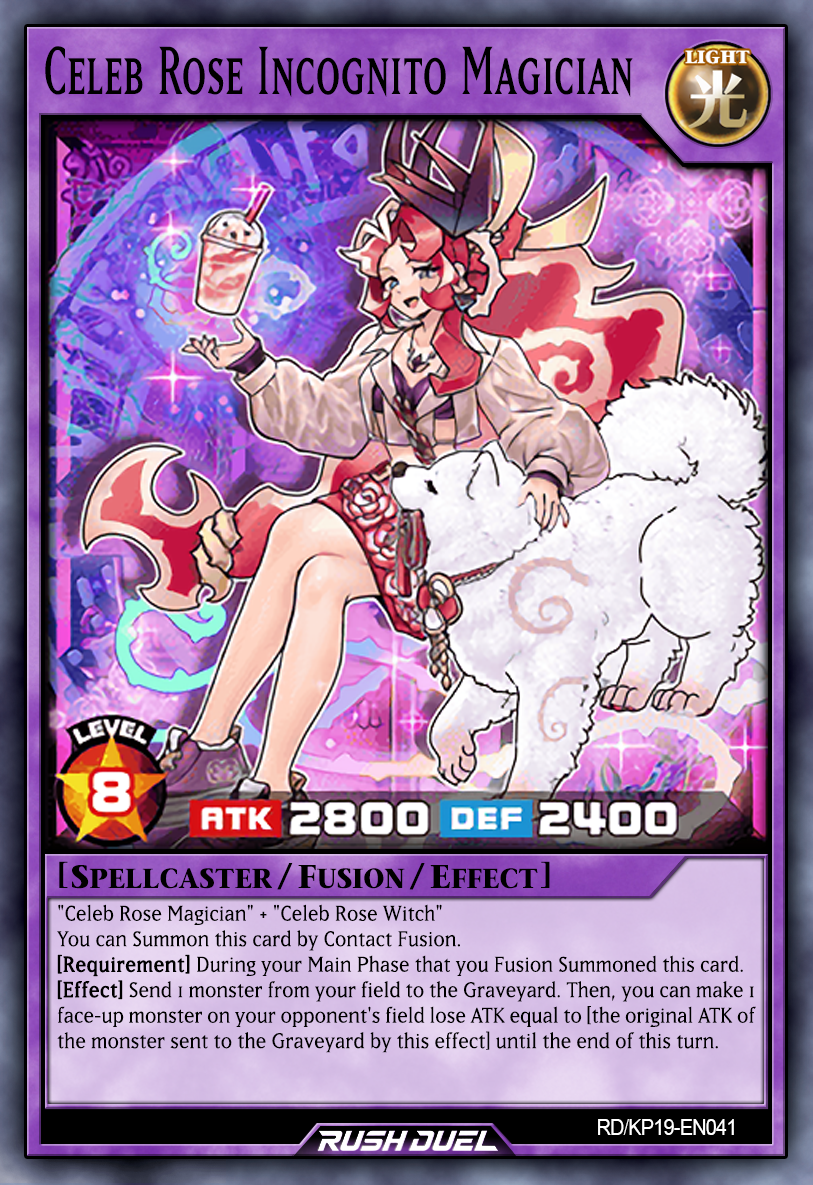 Celeb Rose Incognito Magician
LIGHT
光
LEVEL
8
ATK 2800 DEF 2400
[Spellcaster / Fusion / Effect]
"Celeb Rose Magician" + "Celeb Rose Witch"
You can Summon this card by Contact Fusion.
[Requirement] During your Main Phase that you Fusion Summoned this card.
[Effect] Send 1 monster from your field to the Graveyard. Then, you can make 1
face-up monster on your opponent's field lose ATK equal to [the original ATK of
the monster sent to the Graveyard by this effect] until the end of this turn.
RD/KP19-EN041
RUSH DUEL